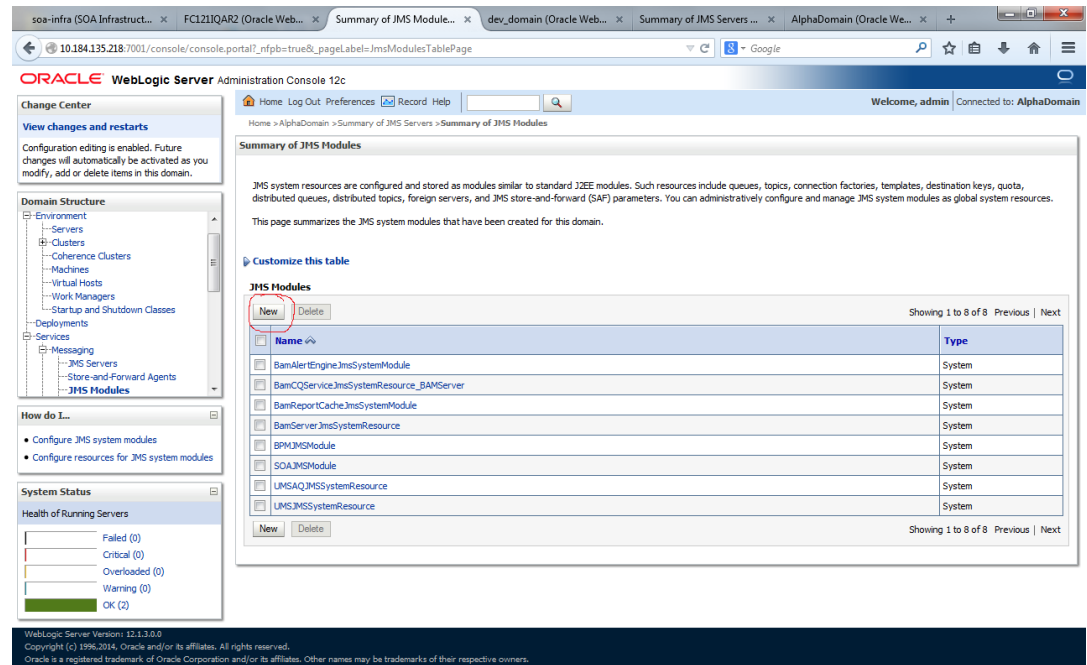 soa-infra (SOA Infrastruct... × FC121IQAR2 (Oracle Web... × Summary of JMS Module... × dev_domain (Oracle Web... × Summary of JMS Servers ... × AlphaDomain (Oracle We... × +
10.184.135.218:7001/console/console.portal?_nfpb=true&_pageLabel=JmsModulesTablePage
Google
ORACLE WebLogic Server Administration Console 12c
Change Center
View changes and restarts
Configuration editing is enabled. Future
changes will automatically be activated as you
modify, add or delete items in this domain.
Domain Structure
Environment
Servers
Clusters
Coherence Clusters
Machines
Virtual Hosts
Work Managers
Startup and Shutdown Classes
Deployments
Services
Messaging
JMS Servers
Store-and-Forward Agents
JMS Modules
How do I...
• Configure JMS system modules
• Configure resources for JMS system modules
System Status
Health of Running Servers
Failed (0)
Critical (0)
Overloaded (0)
Warning (0)
OK (2)
Home Log Out Preferences Record Help
Welcome, admin Connected to: AlphaDomain
Home >AlphaDomain >Summary of JMS Servers >Summary of JMS Modules
Summary of JMS Modules
JMS system resources are configured and stored as modules similar to standard J2EE modules. Such resources include queues, topics, connection factories, templates, destination keys, quota,
distributed queues, distributed topics, foreign servers, and JMS store-and-forward (SAF) parameters. You can administratively configure and manage JMS system modules as global system resources.
This page summarizes the JMS system modules that have been created for this domain.
Customize this table
JMS Modules
New Delete Showing 1 to 8 of 8 Previous | Next
Name Type
BamAlertEngineJmsSystemModule System
BamCQServiceJmsSystemResource_BAMServer System
BamReportCacheJmsSystemModule System
BamServerJmsSystemResource System
BPMJMSModule System
SOAJMSModule System
UMSAQJMSSystemResource System
UMSJMSSystemResource System
New Delete Showing 1 to 8 of 8 Previous | Next
WebLogic Server Version: 12.1.3.0.0
Copyright (c) 1996,2014, Oracle and/or its affiliates. All rights reserved.
Oracle is a registered trademark of Oracle Corporation and/or its affiliates. Other names may be trademarks of their respective owners.